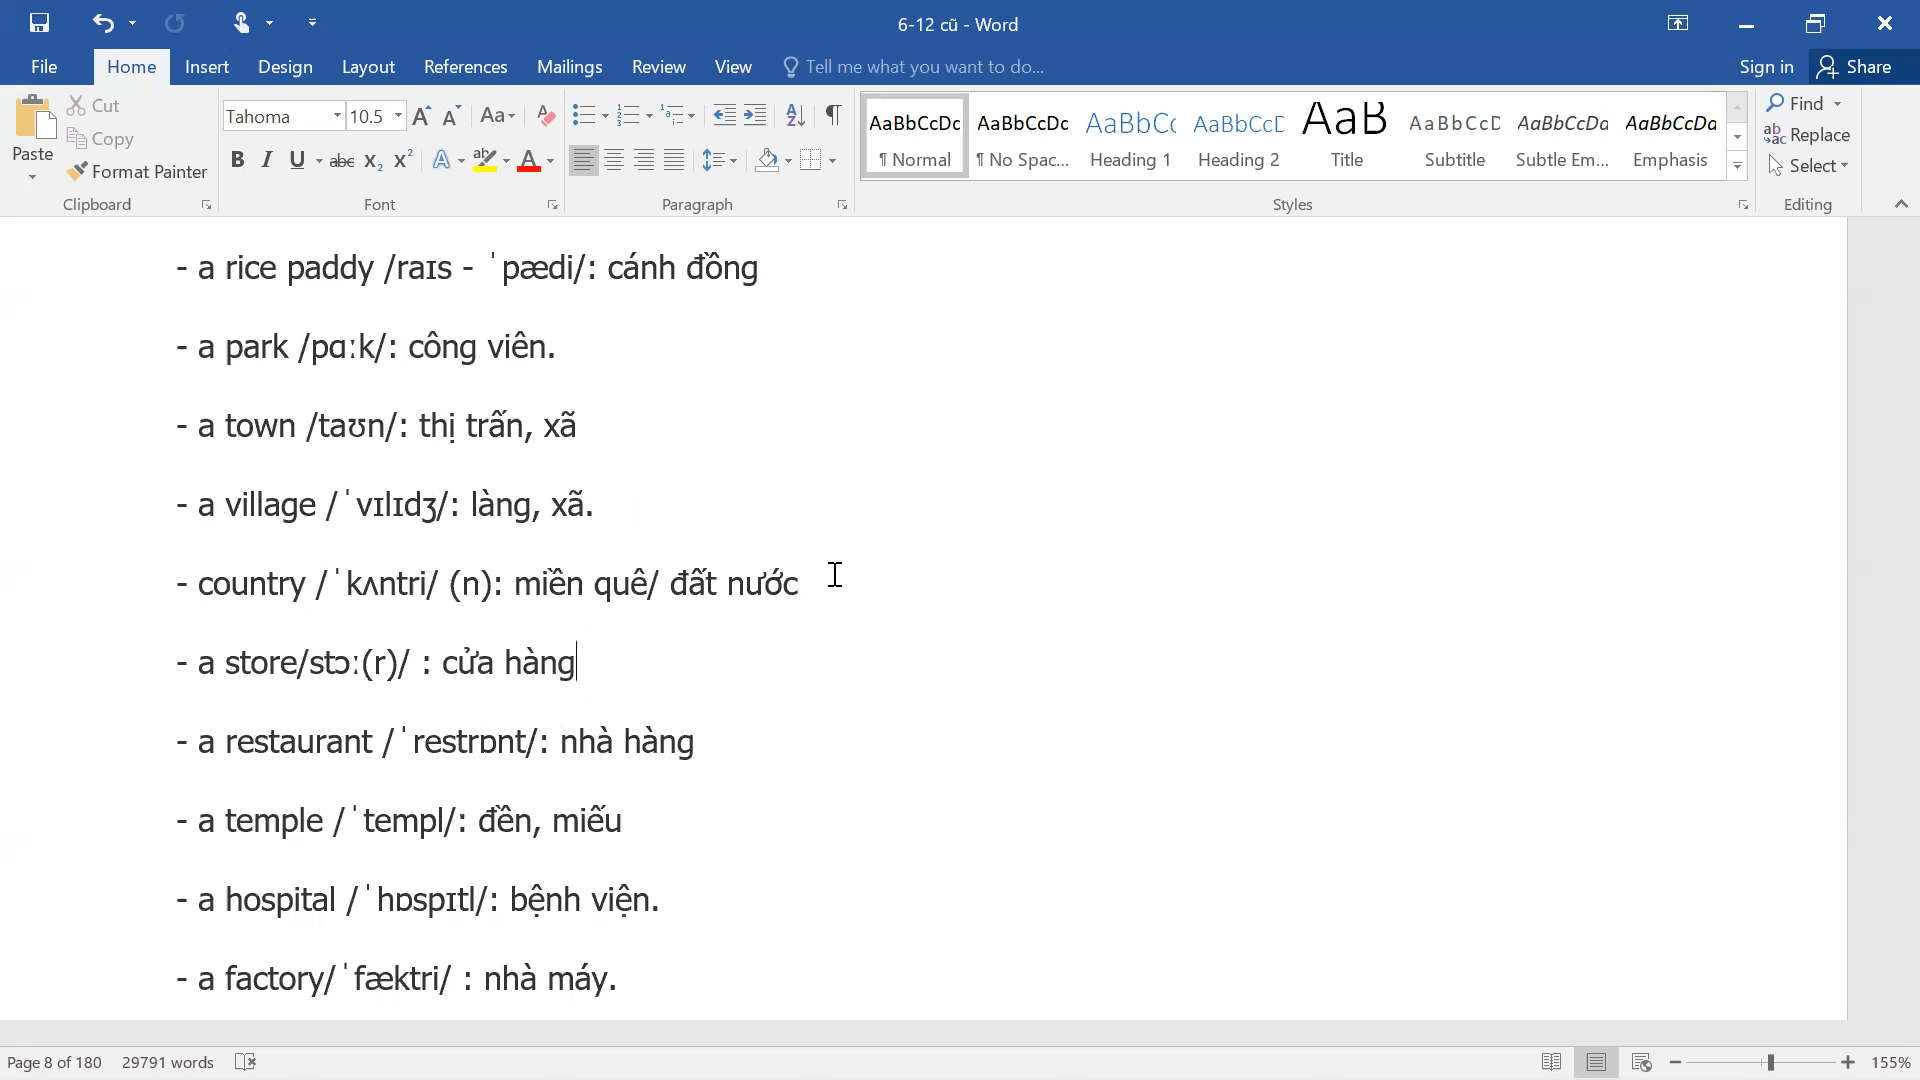 6-12 cũ - Word
File Home Insert Design Layout References Mailings Review View Tell me what you want to do... Sign in Share
Paste
Cut
Copy
Format Painter
Clipboard
Tahoma 10.5
Font
Paragraph
AaBbCcDc AaBbCcDc AaBbCc AaBbCcD AaB AaBbCcD AaBbCcDa AaBbCcDa
¶ Normal ¶ No Spac... Heading 1 Heading 2 Title Subtitle Subtle Em... Emphasis
Styles
Find
Replace
Select
Editing
- a rice paddy /raɪs - ˈpædi/: cánh đồng
- a park /pɑːk/: công viên.
- a town /taʊn/: thị trấn, xã
- a village /ˈvɪlɪdʒ/: làng, xã.
- country /ˈkʌntri/ (n): miền quê/ đất nước
- a store/stɔː(r)/ : cửa hàng
- a restaurant /ˈrestrɒnt/: nhà hàng
- a temple /ˈtempl/: đền, miếu
- a hospital /ˈhɒspɪtl/: bệnh viện.
- a factory/ˈfæktri/ : nhà máy.
Page 8 of 180 29791 words 155%